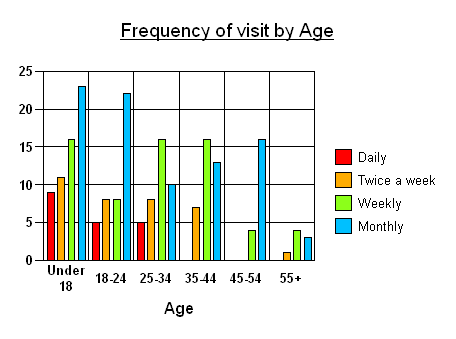 Frequency of visit by Age
25
20
15
10
5
0
Under
18
18-24
25-34
35-44
45-54
55+
Age
Daily
Twice a week
Weekly
Monthly